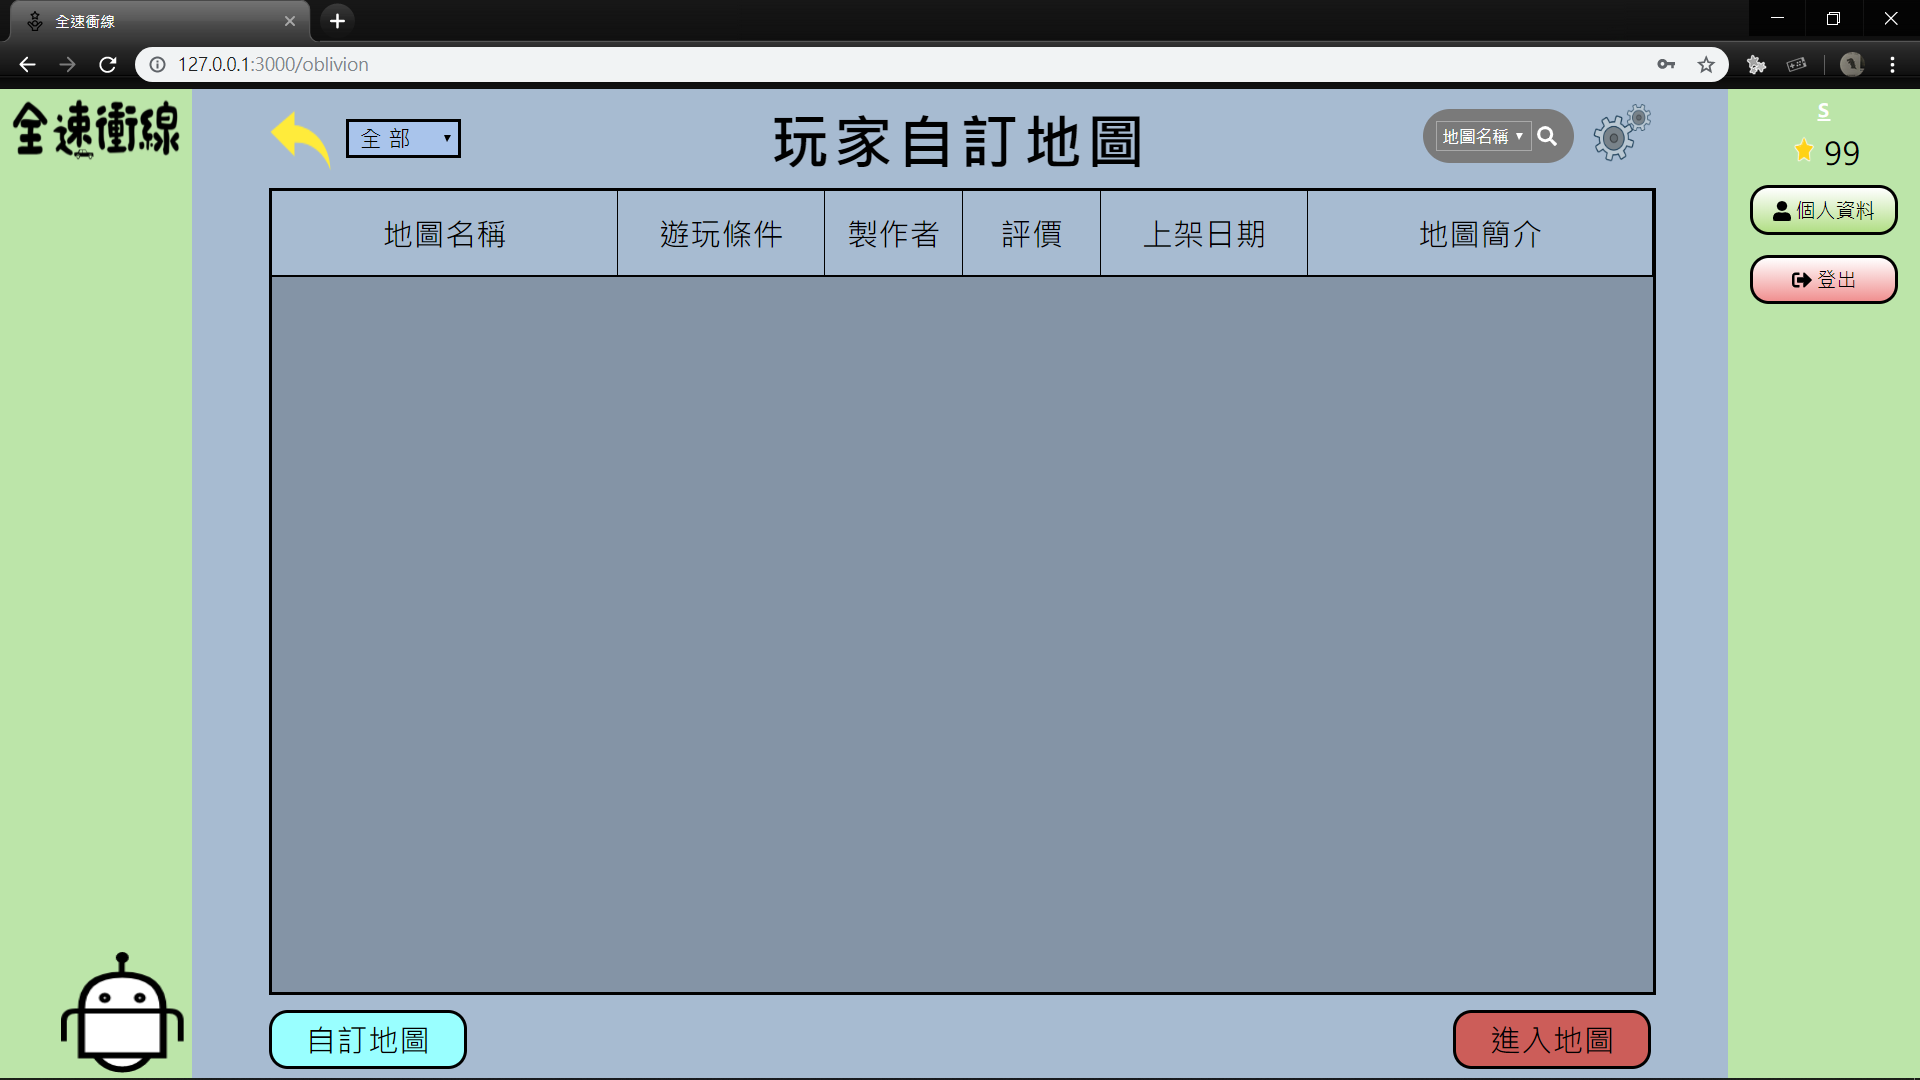 全速衝線
127.0.0.1:3000/oblivion
全速衝線
全部
玩家自訂地圖
地圖名稱
S
99
個人資料
登出
地圖名稱 遊玩條件 製作者 評價 上架日期 地圖簡介
自訂地圖
進入地圖